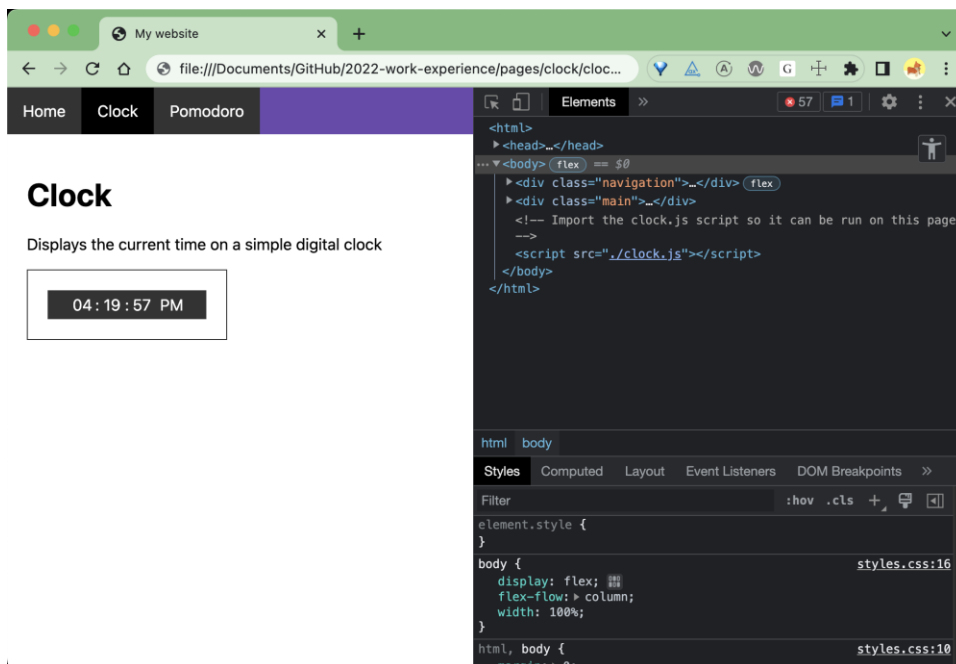 My website
file:///Documents/GitHub/2022-work-experience/pages/clock/cloc...
Home Clock Pomodoro
Clock
Displays the current time on a simple digital clock
04:19:57 PM
Elements » 57 1
<html>
<head>…</head>
... <body> flex == $0
<div class="navigation">…</div> flex
<div class="main">…</div>
<!-- Import the clock.js script so it can be run on this page
-->
<script src="./clock.js"></script>
</body>
</html>
html body
Styles Computed Layout Event Listeners DOM Breakpoints »
Filter :hov .cls +
element.style {
}
body { styles.css:16
display: flex;
flex-flow: column;
width: 100%;
}
html, body { styles.css:10